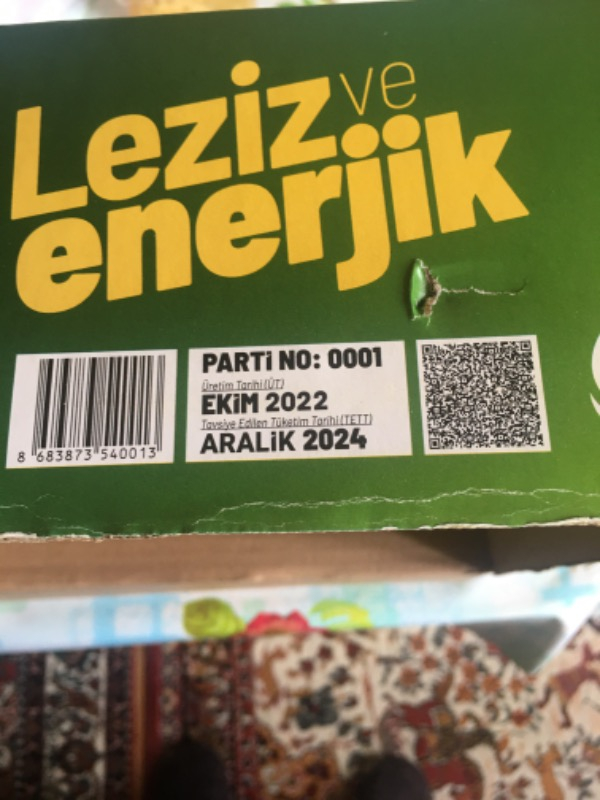 Leziz ve
enerjik
PARTİ NO: 0001
Üretim Tarihi (ÜT)
EKİM 2022
Tavsiye Edilen Tüketim Tarihi (TETT)
ARALİK 2024
8 683873 540013